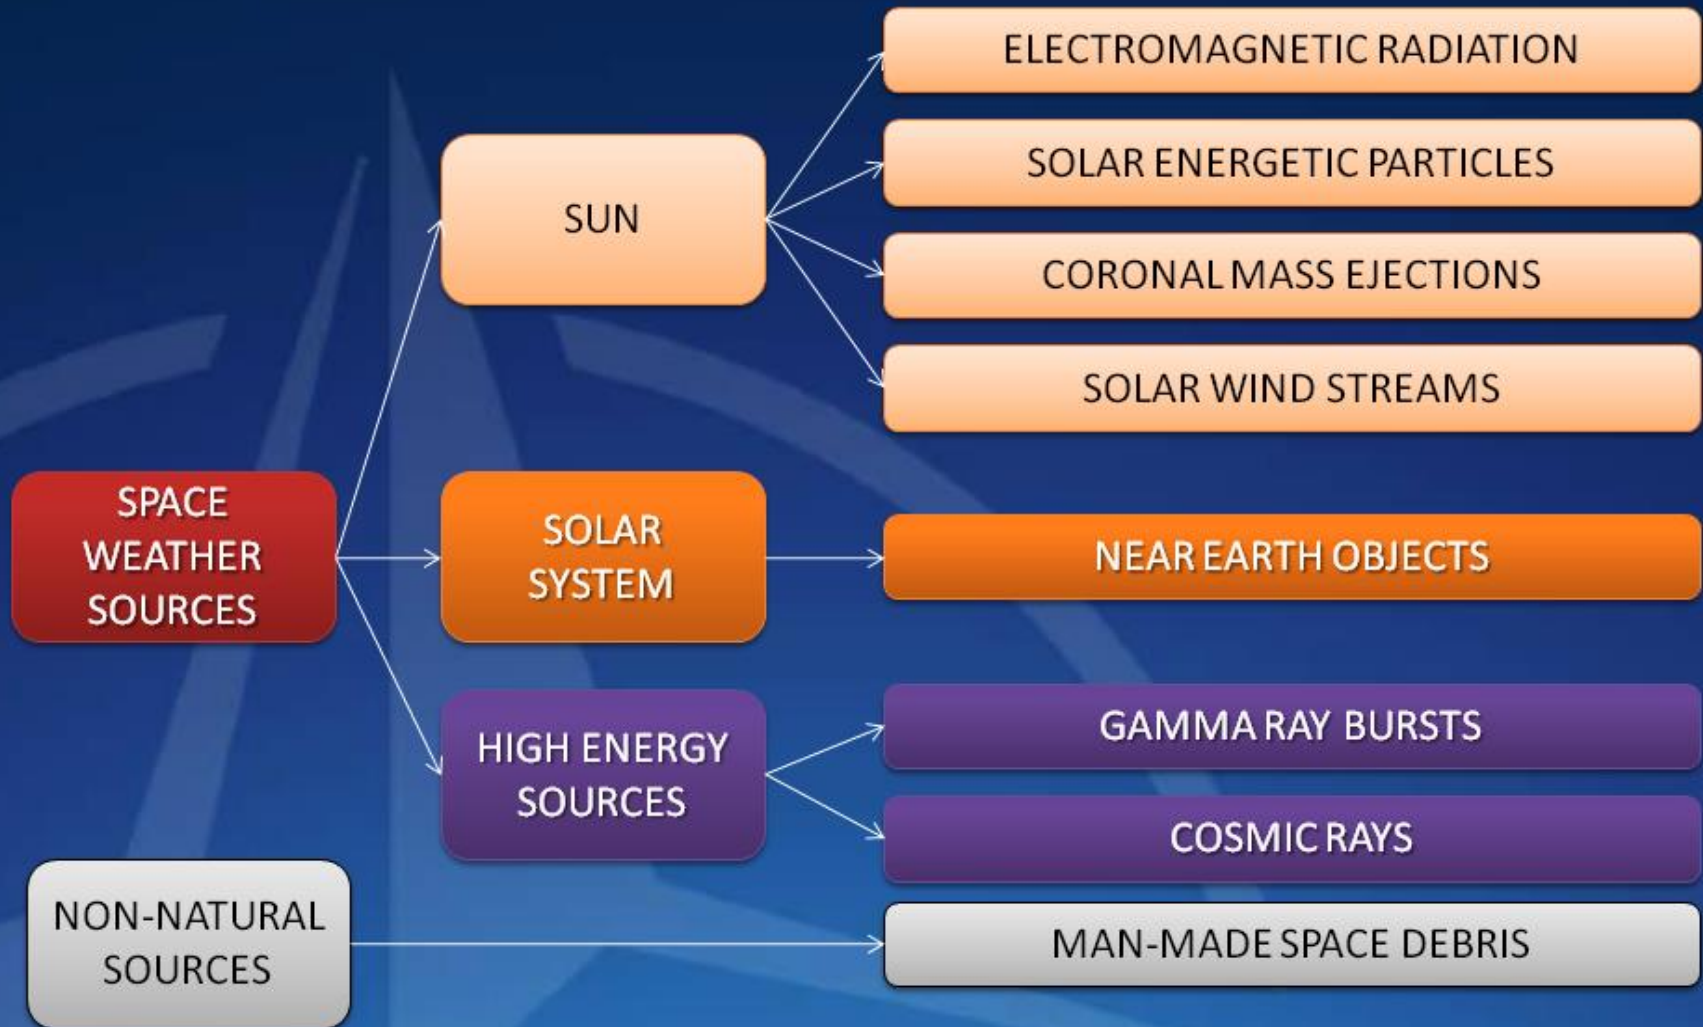 ELECTROMAGNETIC RADIATION
SOLAR ENERGETIC PARTICLES
SUN
CORONAL MASS EJECTIONS
SOLAR WIND STREAMS
SPACE
WEATHER
SOURCES
SOLAR
SYSTEM
NEAR EARTH OBJECTS
HIGH ENERGY
SOURCES
GAMMA RAY BURSTS
COSMIC RAYS
NON-NATURAL
SOURCES
MAN-MADE SPACE DEBRIS